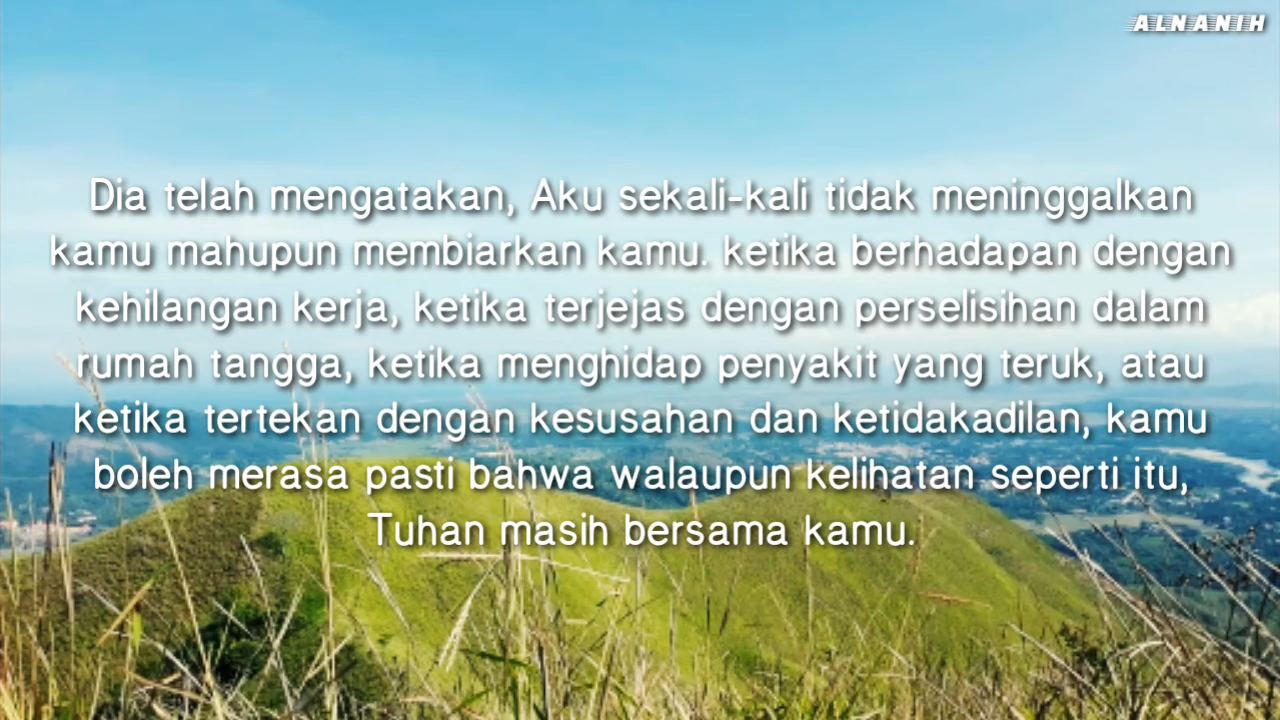 ALNANIH
Dia telah mengatakan, Aku sekali-kali tidak meninggalkan
kamu mahupun membiarkan kamu. ketika berhadapan dengan
kehilangan kerja, ketika terjejas dengan perselisihan dalam
rumah tangga, ketika menghidap penyakit yang teruk, atau
ketika tertekan dengan kesusahan dan ketidakadilan, kamu
boleh merasa pasti bahwa walaupun kelihatan seperti itu,
Tuhan masih bersama kamu.